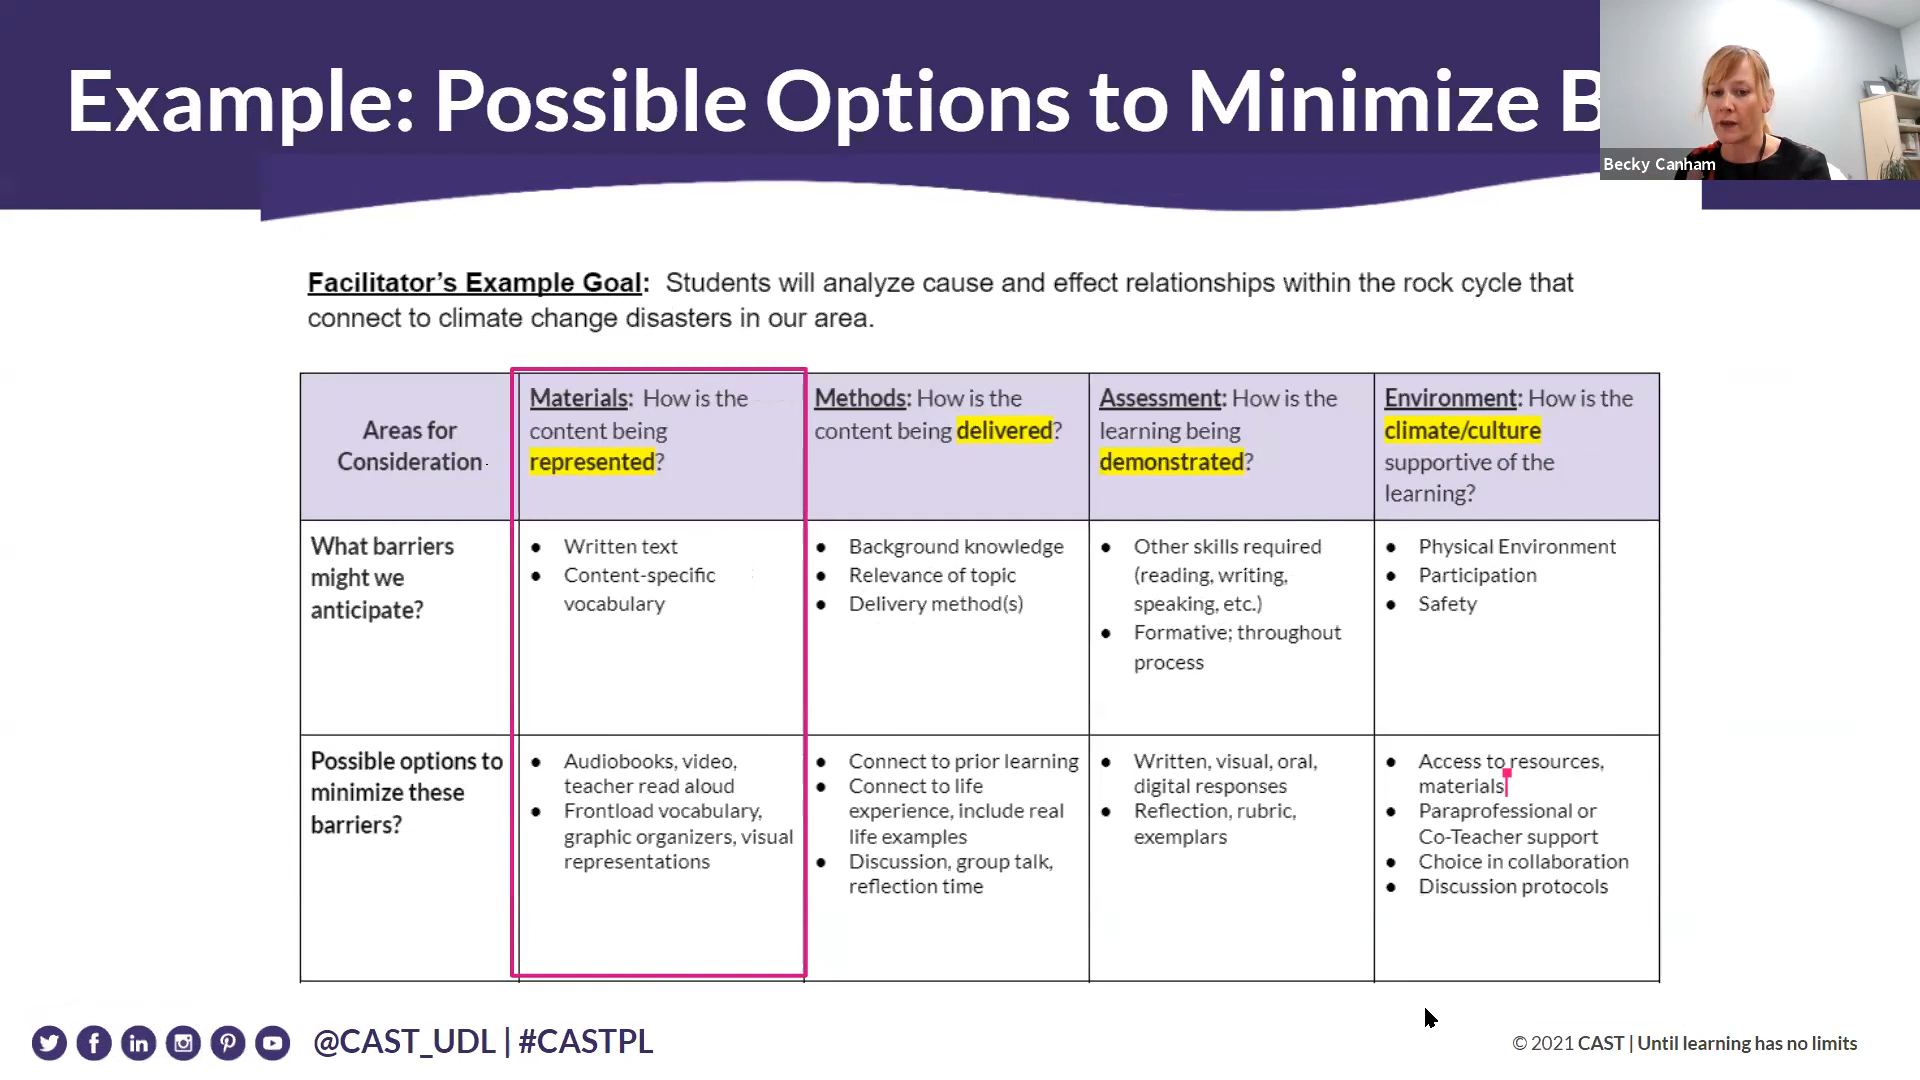 Example: Possible Options to Minimize B
Becky Canham
Facilitator’s Example Goal: Students will analyze cause and effect relationships within the rock cycle that
connect to climate change disasters in our area.
Areas for
Consideration
Materials: How is the
content being
represented?
Methods: How is the
content being delivered?
Assessment: How is the
learning being
demonstrated?
Environment: How is the
climate/culture
supportive of the
learning?
What barriers
might we
anticipate?
● Written text
● Content-specific
vocabulary
● Background knowledge
● Relevance of topic
● Delivery method(s)
● Other skills required
(reading, writing,
speaking, etc.)
● Formative; throughout
process
● Physical Environment
● Participation
● Safety
Possible options to
minimize these
barriers?
● Audiobooks, video,
teacher read aloud
● Frontload vocabulary,
graphic organizers, visual
representations
● Connect to prior learning
● Connect to life
experience, include real
life examples
● Discussion, group talk,
reflection time
● Written, visual, oral,
digital responses
● Reflection, rubric,
exemplars
● Access to resources,
materials
● Paraprofessional or
Co-Teacher support
● Choice in collaboration
● Discussion protocols
@CAST_UDL | #CASTPL
© 2021 CAST | Until learning has no limits